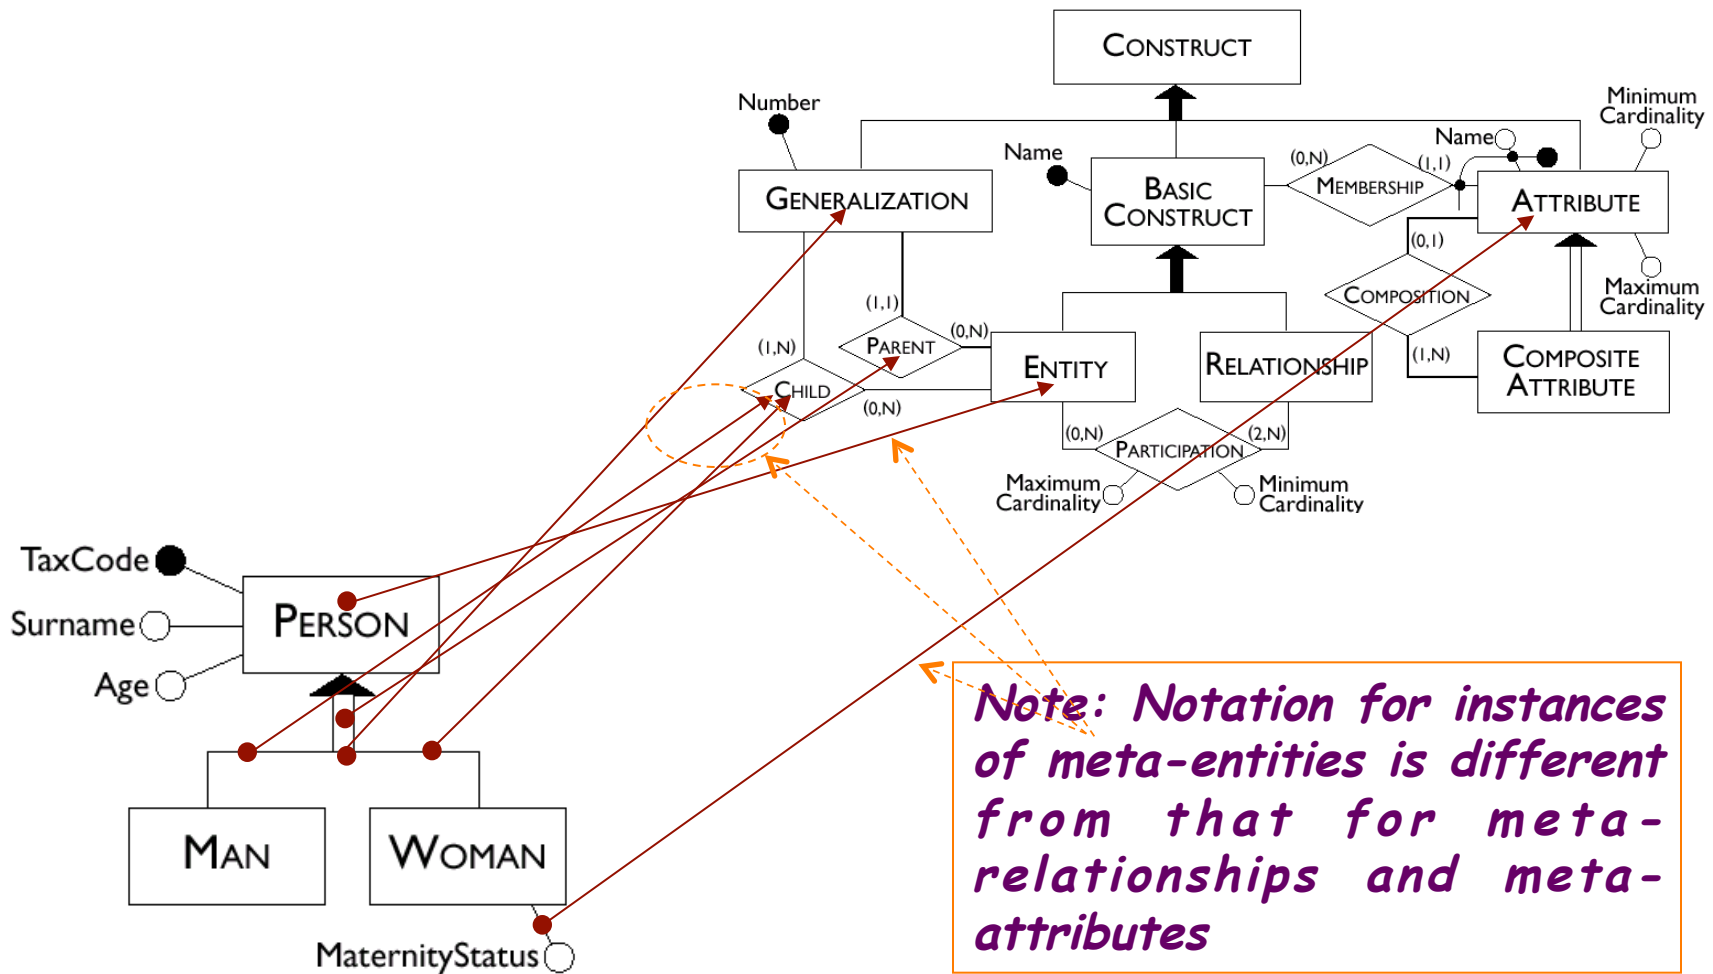 CONSTRUCT
Number
Minimum
Cardinality
Name
Name
(0,N)
(1,1)
GENERALIZATION
BASIC
CONSTRUCT
MEMBERSHIP
ATTRIBUTE
(0,1)
(1,1)
COMPOSITION
Maximum
Cardinality
(1,N)
PARENT
(0,N)
ENTITY
RELATIONSHIP
(1,N)
COMPOSITE
ATTRIBUTE
CHILD
(0,N)
(0,N)
PARTICIPATION
(2,N)
Maximum
Cardinality
Minimum
Cardinality
TaxCode
Surname
PERSON
Age
MAN
WOMAN
MaternityStatus
Note: Notation for instances
of meta-entities is different
from that for meta-
relationships and meta-
attributes